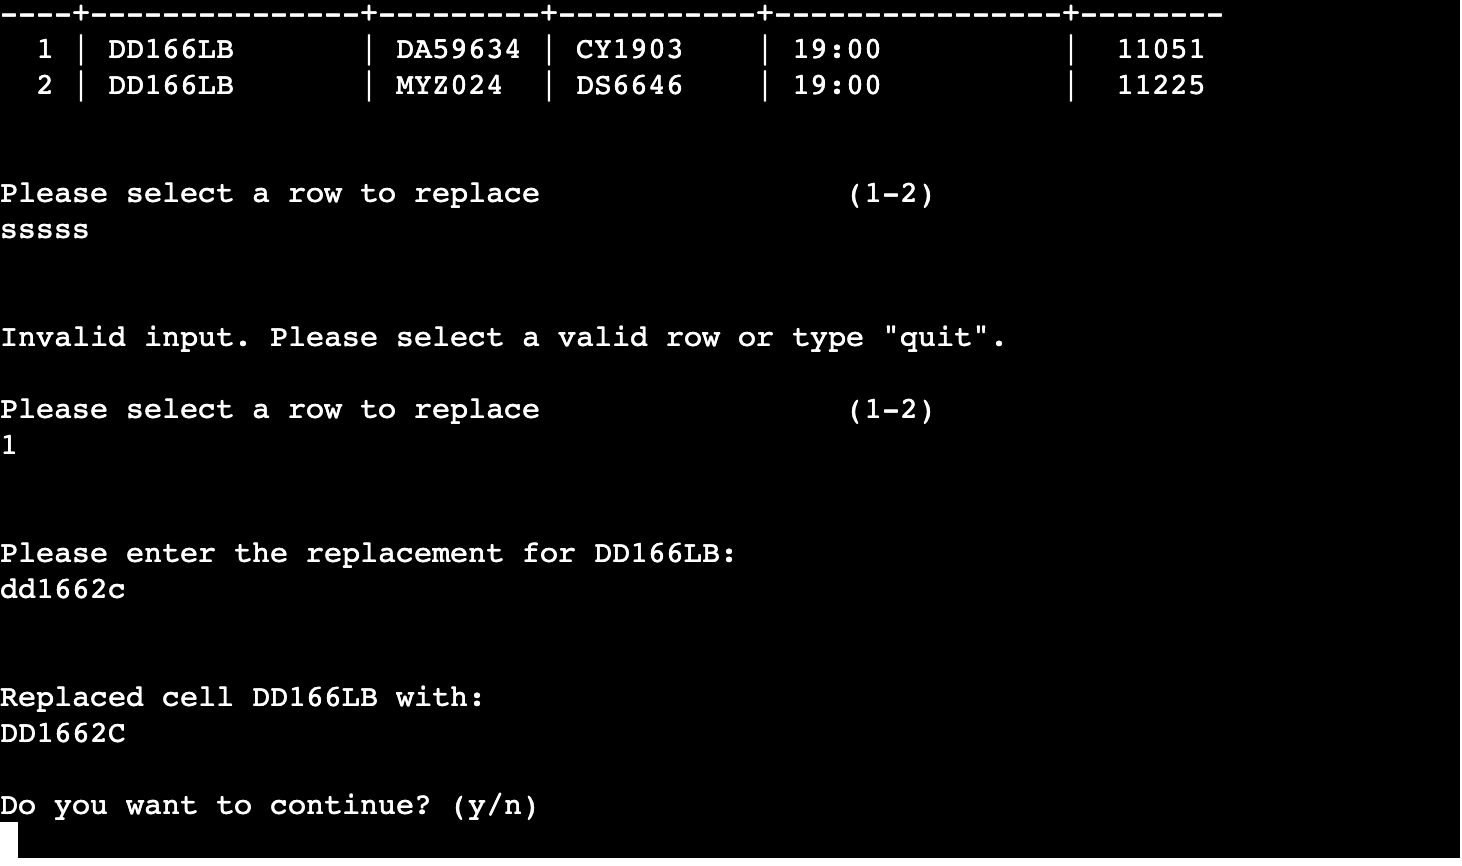 ----+---------------+---------+-----------+----------------+--------
  1 | DD166LB       | DA59634 | CY1903    | 19:00          |  11051
  2 | DD166LB       | MYZ024  | DS6646    | 19:00          |  11225
Please select a row to replace                 (1-2)
sssss
Invalid input. Please select a valid row or type "quit".
Please select a row to replace                 (1-2)
1
Please enter the replacement for DD166LB:
dd1662c
Replaced cell DD166LB with:
DD1662C
Do you want to continue? (y/n)